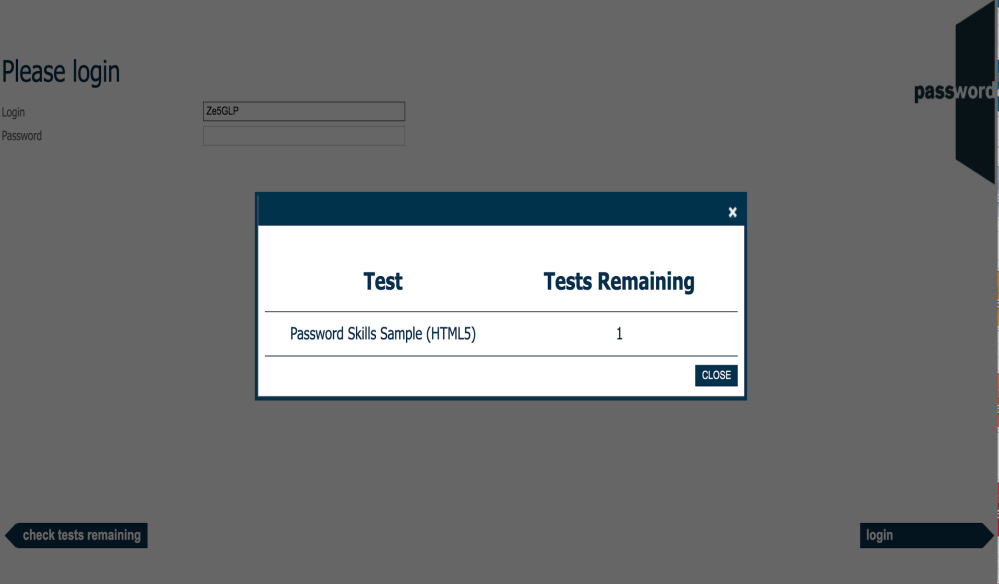 Please login
Login Ze5GLP
Password
password
x
Test Tests Remaining
Password Skills Sample (HTML5) 1
CLOSE
check tests remaining login